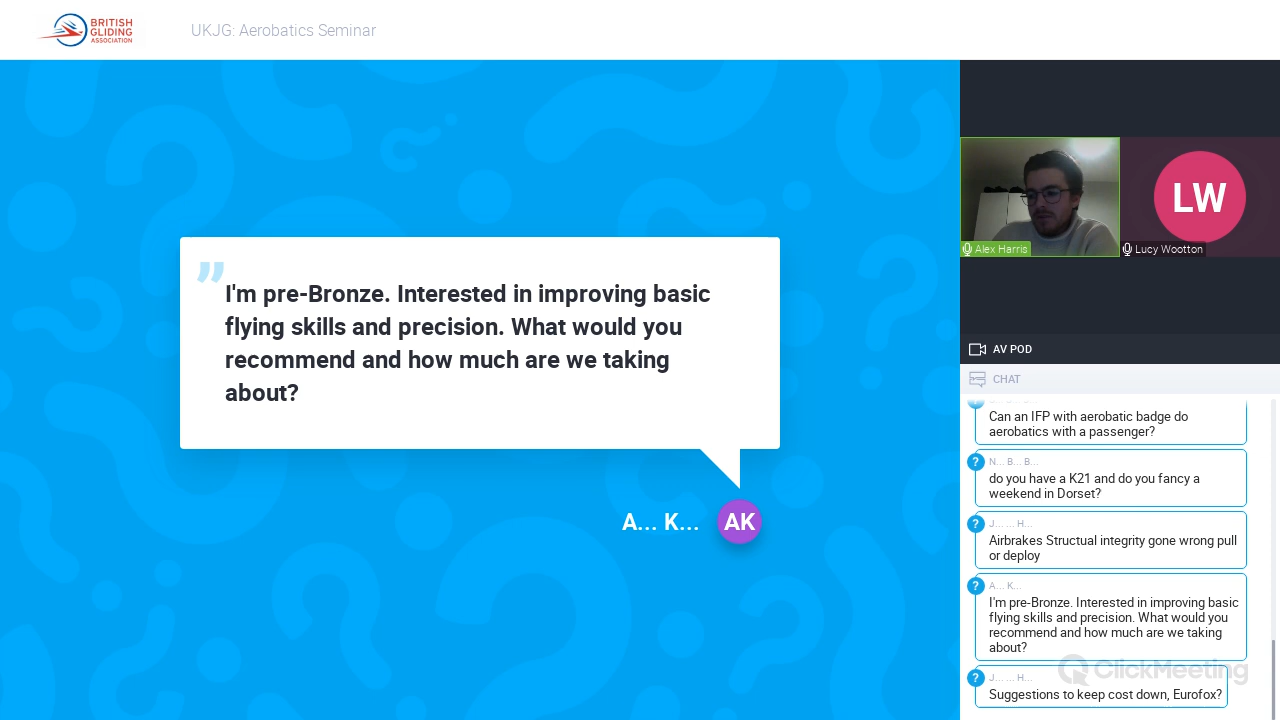 BRITISH
GLIDING
ASSOCIATION
UKJG: Aerobatics Seminar
I'm pre-Bronze. Interested in improving basic
flying skills and precision. What would you
recommend and how much are we taking
about?
A... K...
AK
LW
Alex Harris
Lucy Wootton
AV POD
CHAT
Can an IFP with aerobatic badge do
aerobatics with a passenger?
N... B... B...
do you have a K21 and do you fancy a
weekend in Dorset?
J... ... H...
Airbrakes Structual integrity gone wrong pull
or deploy
A... K...
I'm pre-Bronze. Interested in improving basic
flying skills and precision. What would you
recommend and how much are we taking
about?
ClickMeeting
J... ... H...
Suggestions to keep cost down, Eurofox?